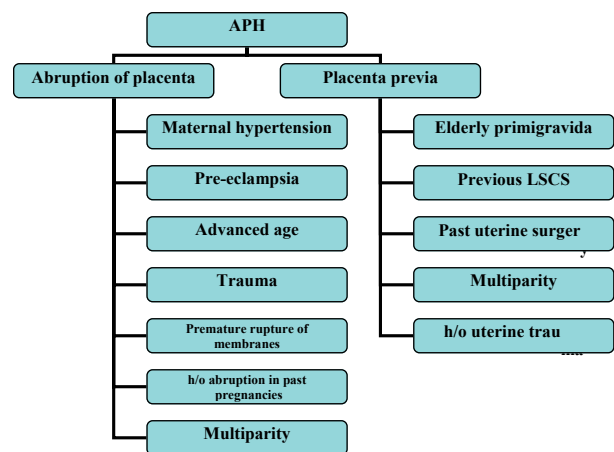 APH
Abruption of placenta
Placenta previa
Maternal hypertension
Elderly primigravida
Pre-eclampsia
Previous LSCS
Advanced age
Past uterine surger
y
Trauma
Multiparity
Premature rupture of
membranes
h/o uterine trau
ma
h/o abruption in past
pregnancies
Multiparity